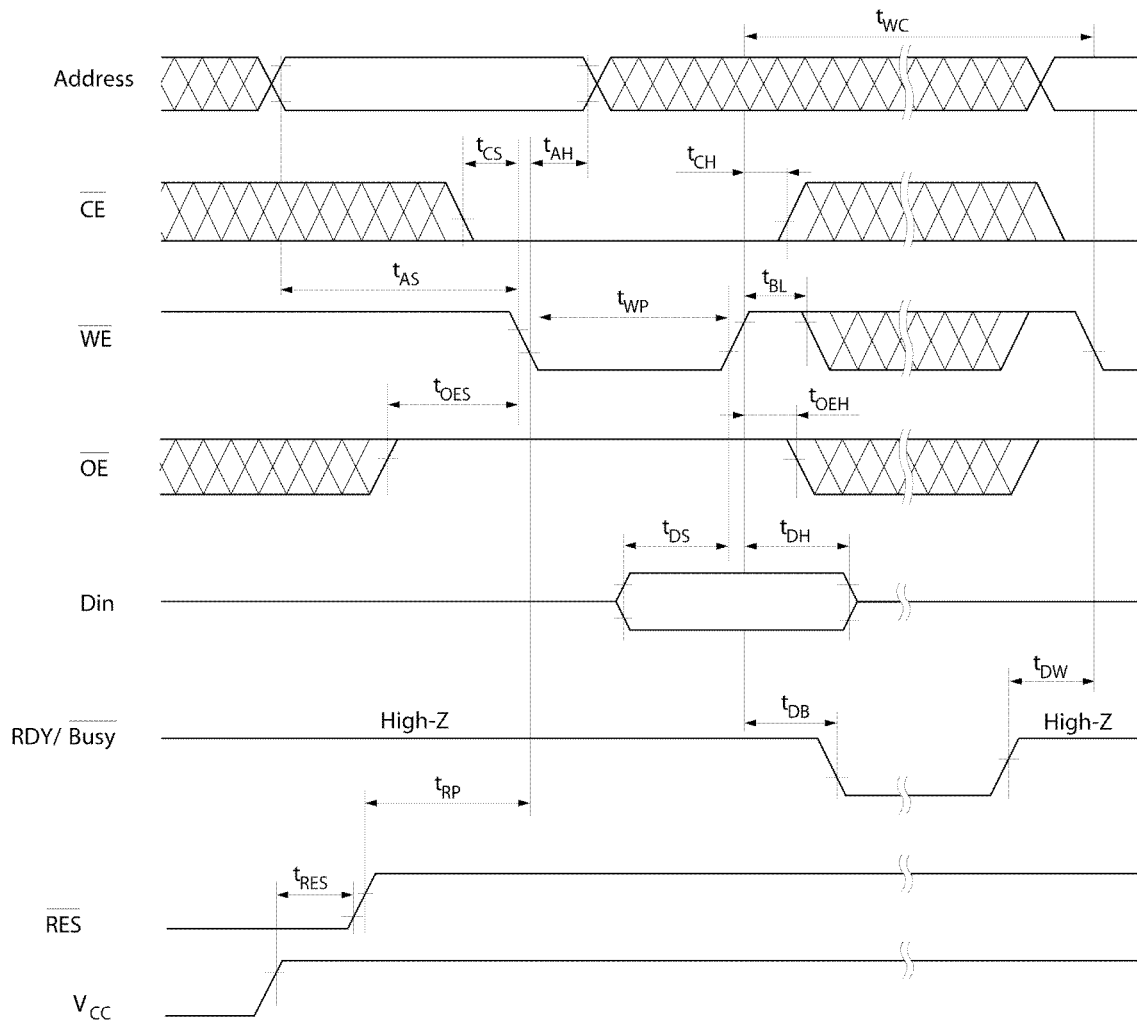 tWC
Address
tCS
tAH
tCH
CE
tAS
tBL
tWP
WE
tOES
tOEH
OE
tDS
tDH
Din
tDW
High-Z
tDB
High-Z
RDY/ Busy
tRP
tRES
RES
VCC